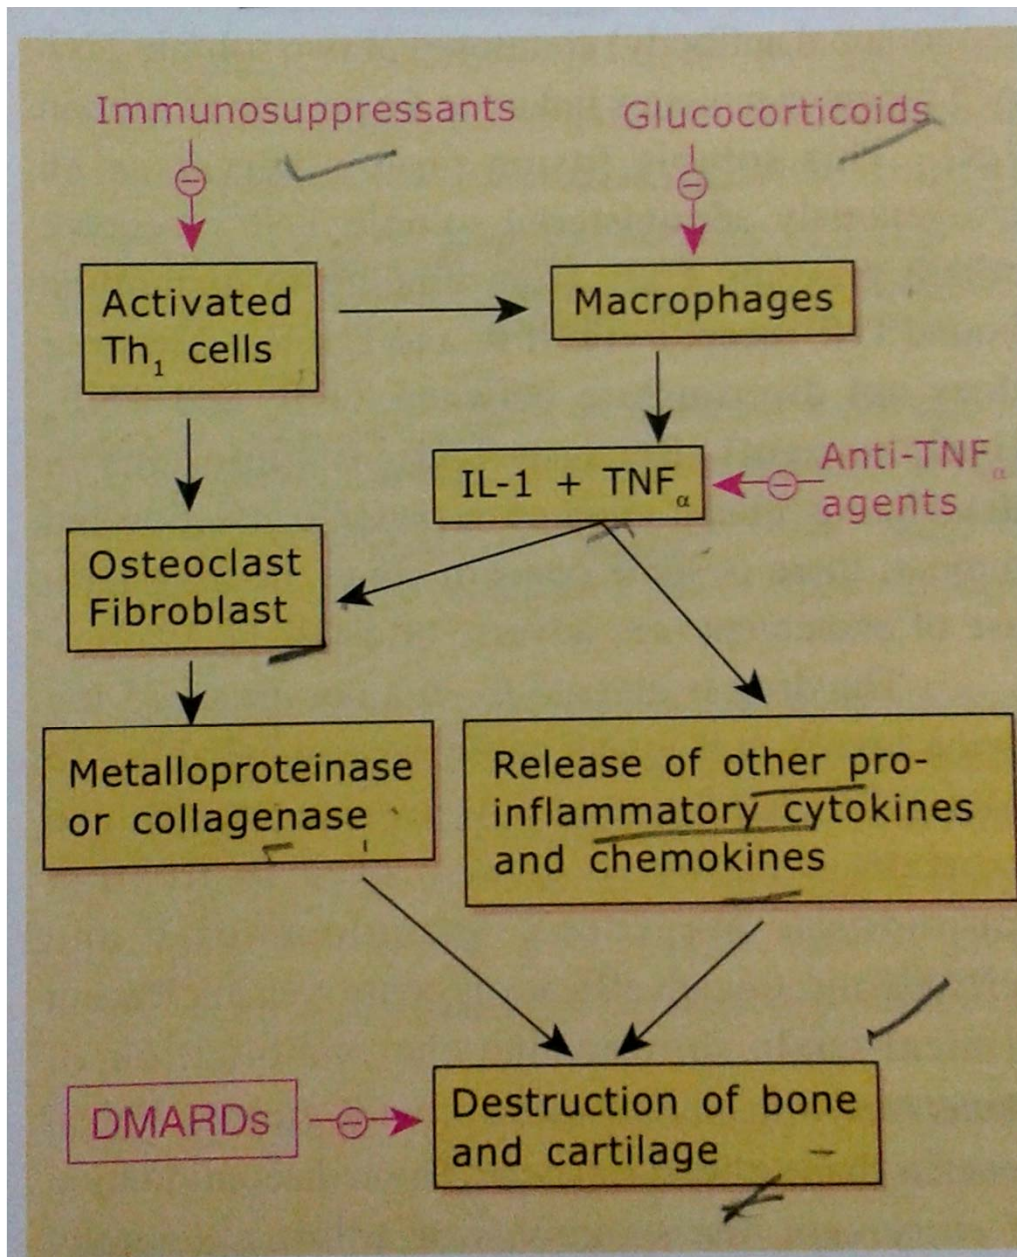 Immunosuppressants
Glucocorticoids
Activated
Th₁ cells
Macrophages
IL-1 + TNFα
Anti-TNFα
agents
Osteoclast
Fibroblast
Metalloproteinase
or collagenase
Release of other pro-
inflammatory cytokines
and chemokines
DMARDs
Destruction of bone
and cartilage